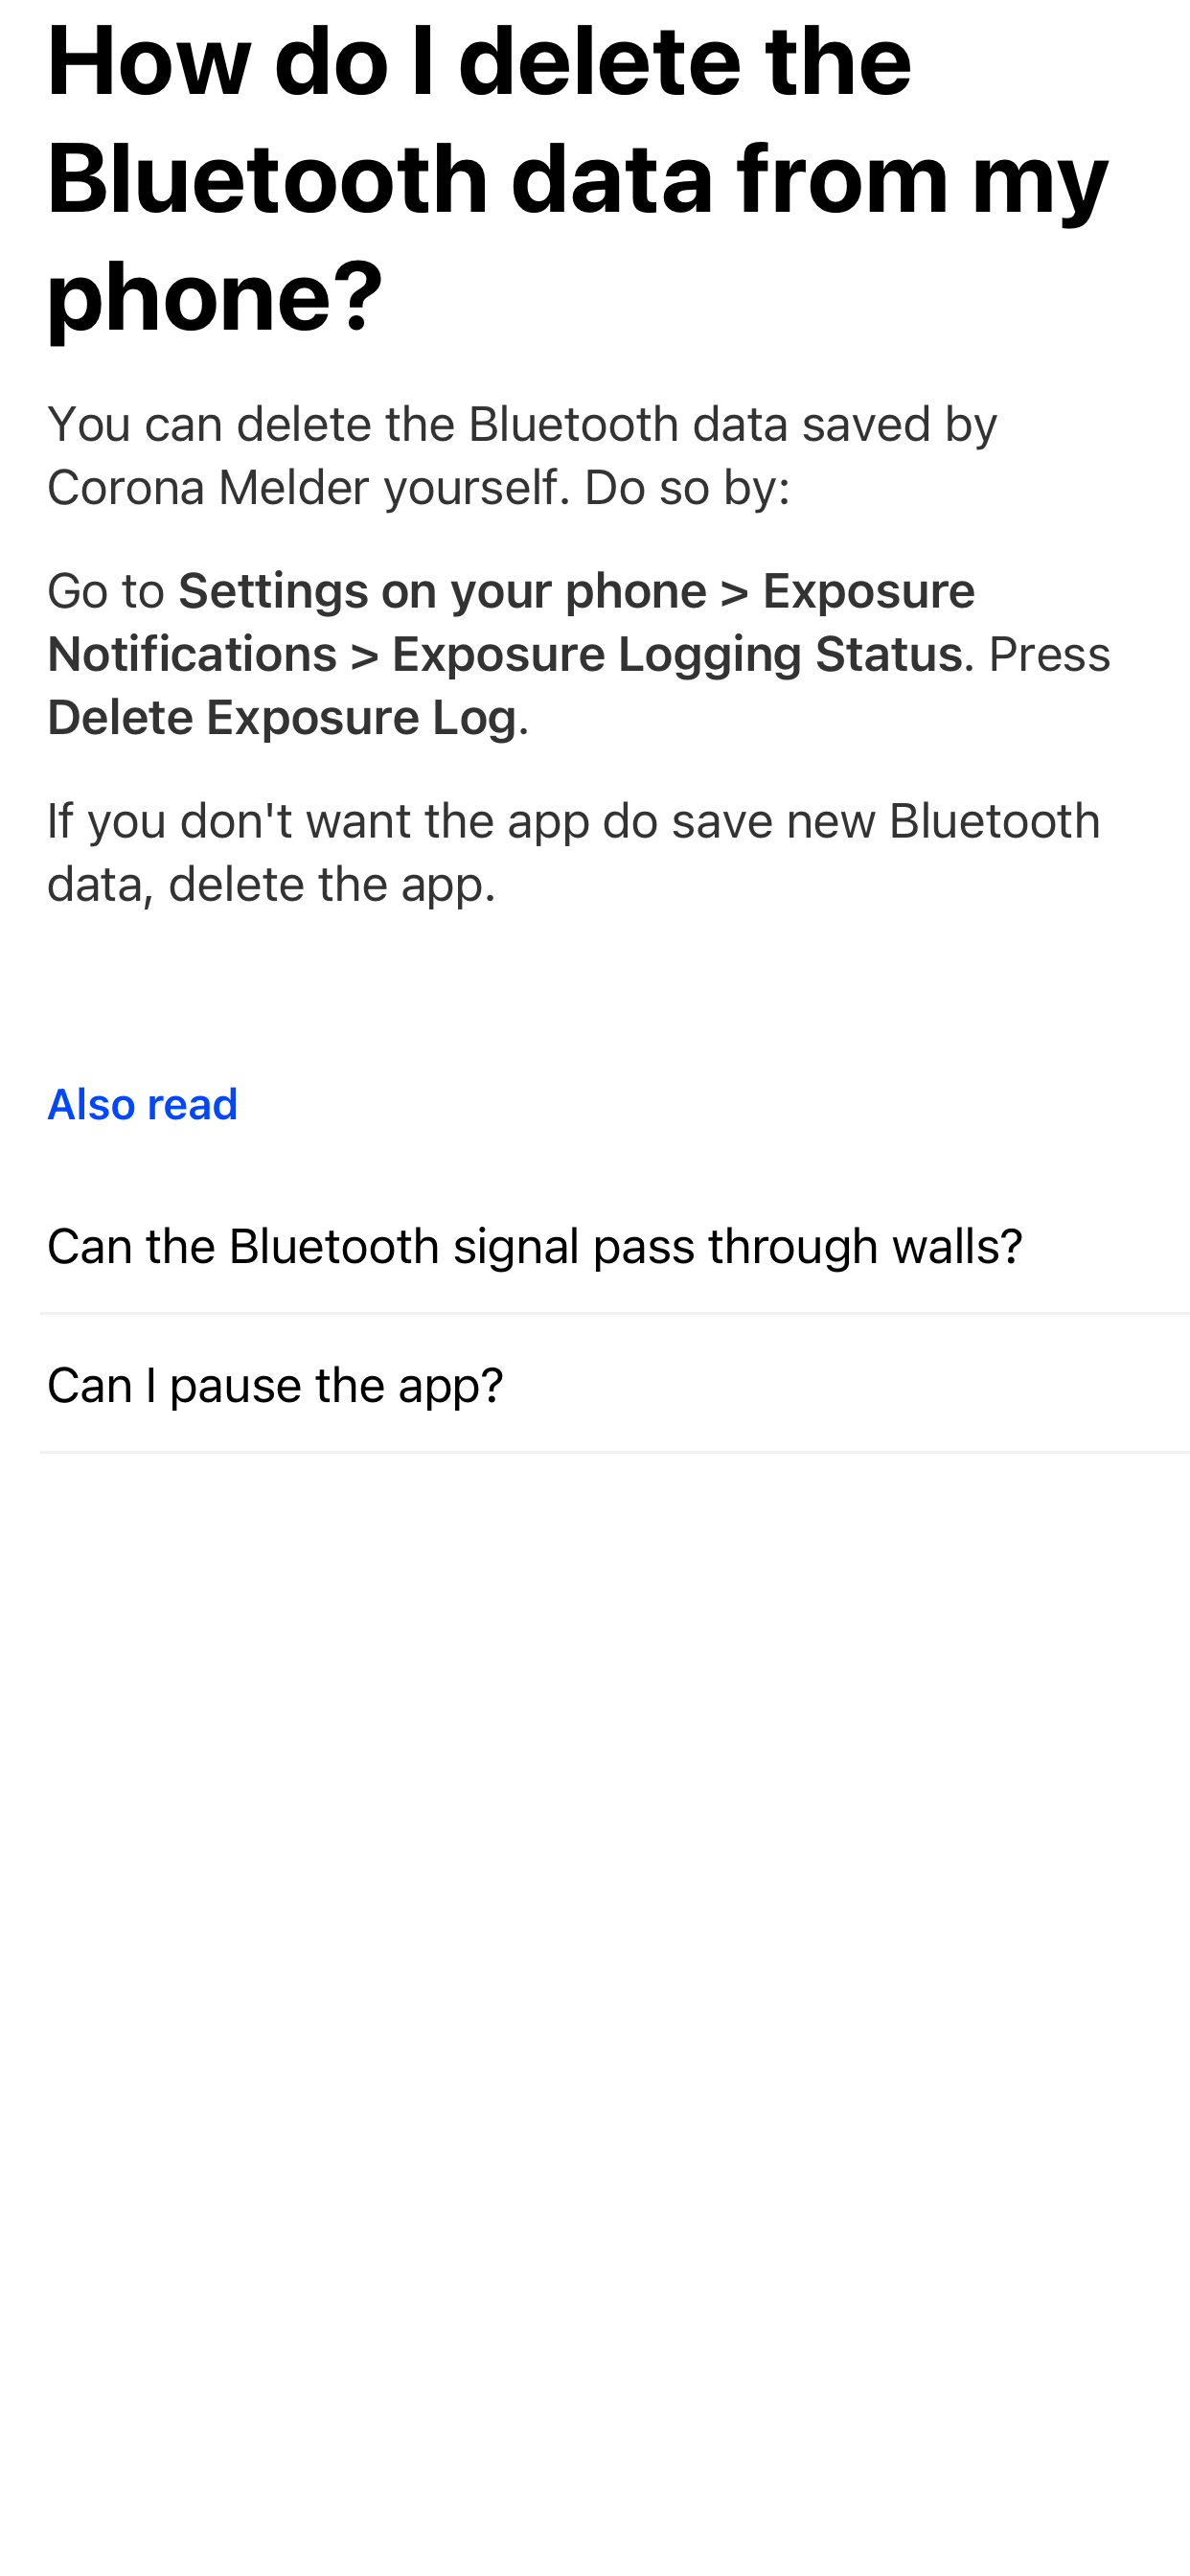 How do I delete the
Bluetooth data from my
phone?
You can delete the Bluetooth data saved by
Corona Melder yourself. Do so by:
Go to Settings on your phone > Exposure
Notifications > Exposure Logging Status. Press
Delete Exposure Log.
If you don't want the app do save new Bluetooth
data, delete the app.
Also read
Can the Bluetooth signal pass through walls?
Can I pause the app?